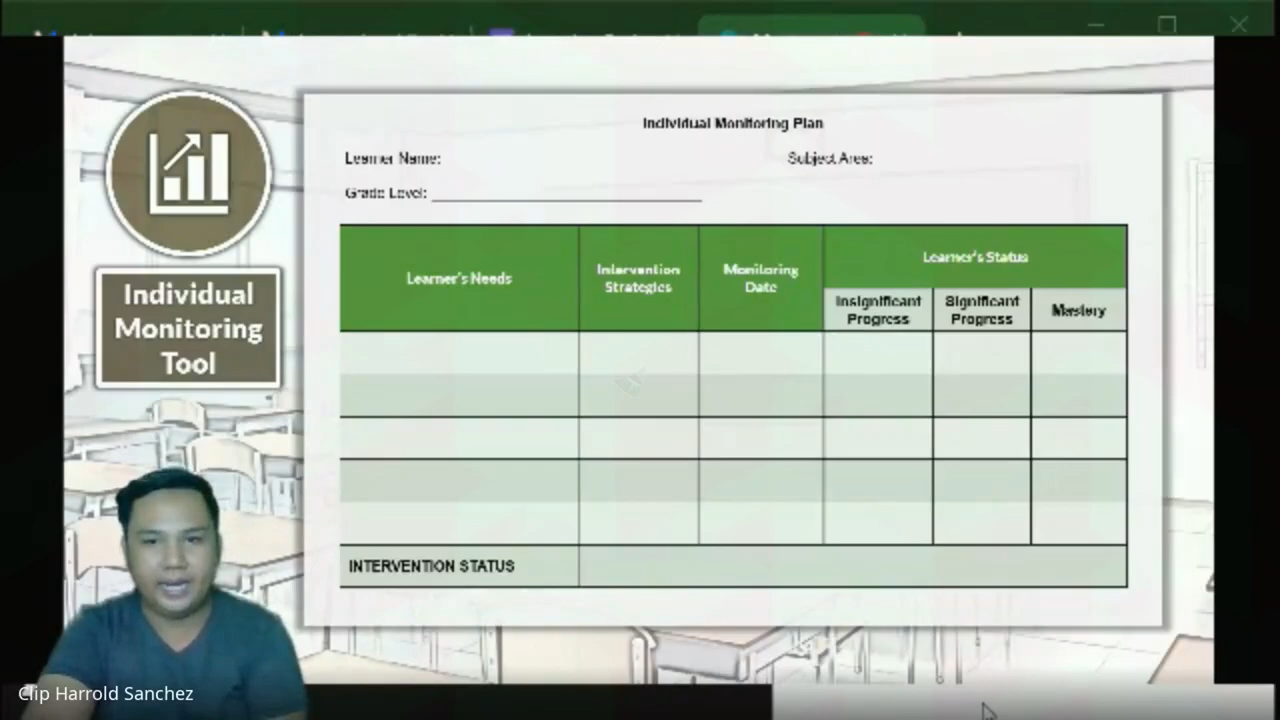 Individual
Monitoring
Tool
Individual Monitoring Plan
Learner Name:
Subject Area:
Grade Level:
Learner's Needs
Intervention
Strategies
Monitoring
Date
Learner's Status
Insignificant
Progress
Significant
Progress
Mastery
INTERVENTION STATUS
Clip Harrold Sanchez